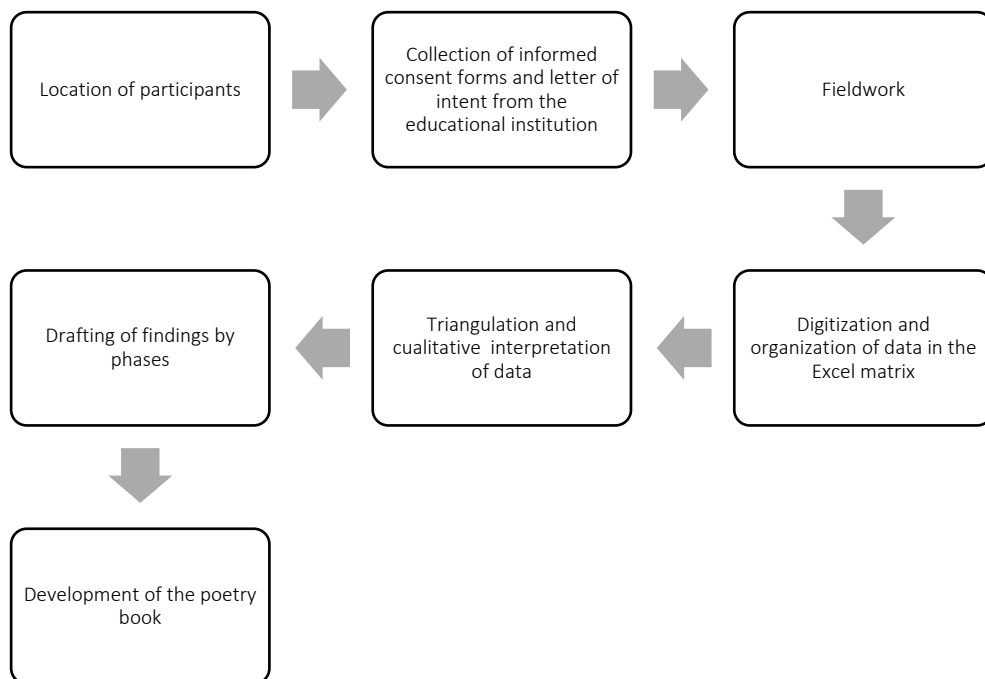 Location of participants
Collection of informed
consent forms and letter of
intent from the
educational institution
Fieldwork
Digitization and
organization of data in the
Excel matrix
Triangulation and
cualitative interpretation
of data
Drafting of findings by
phases
Development of the poetry
book